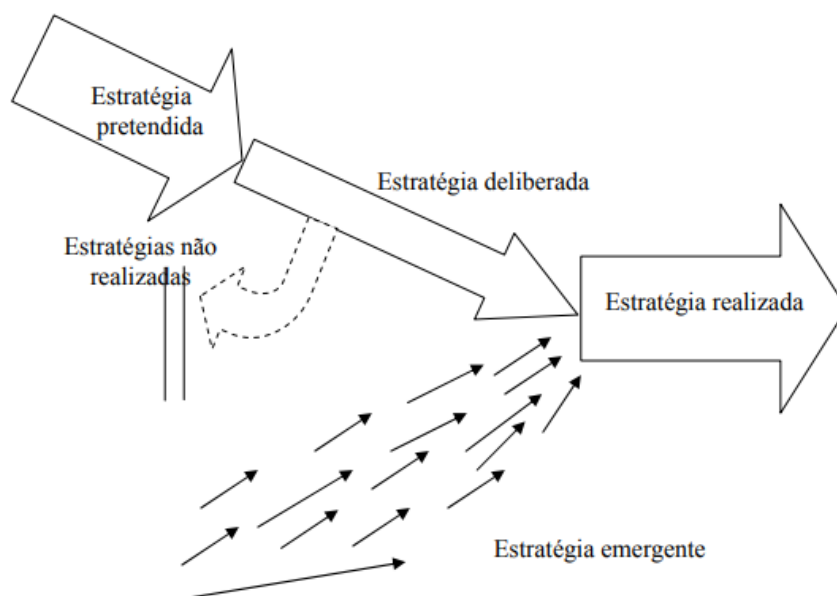 Estratégia
pretendida
Estratégia deliberada
Estratégias não
realizadas
Estratégia realizada
Estratégia emergente